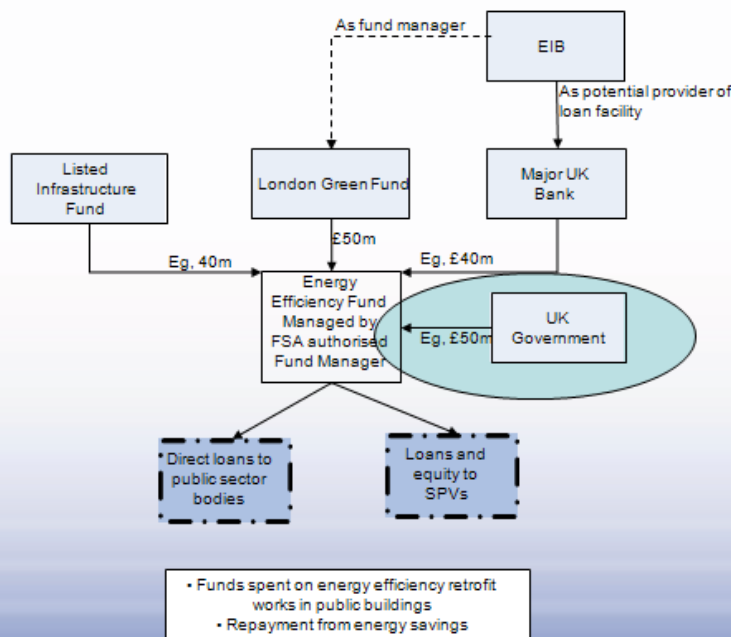 As fund manager
EIB
As potential provider of
loan facility
Listed
Infrastructure
Fund
London Green Fund
Major UK
Bank
£50m
Eg, 40m
Eg, £40m
Energy
Efficiency Fund
Managed by
FSA authorised
Fund Manager
Eg, £50m
UK
Government
Direct loans to
public sector
bodies
Loans and
equity to
SPVs
• Funds spent on energy efficiency retrofit
works in public buildings
• Repayment from energy savings